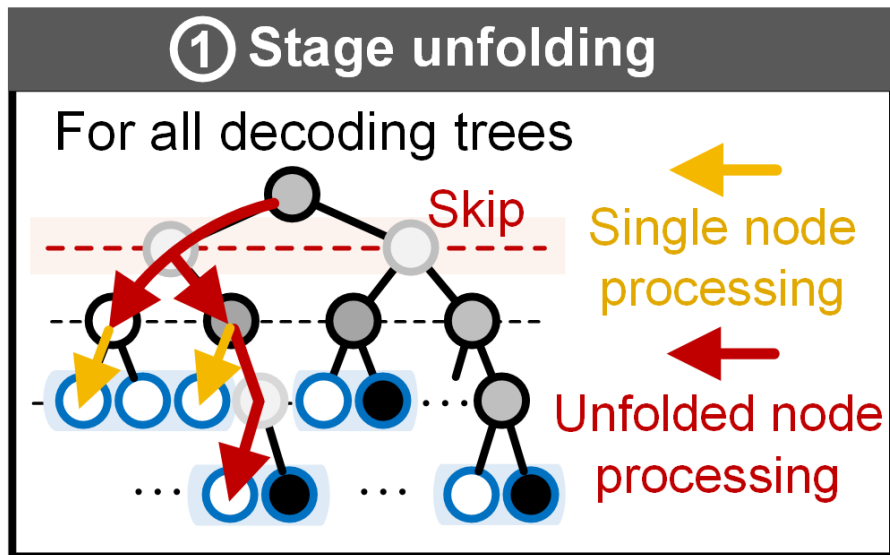 ① Stage unfolding
For all decoding trees
Skip
Single node
processing
Unfolded node
processing